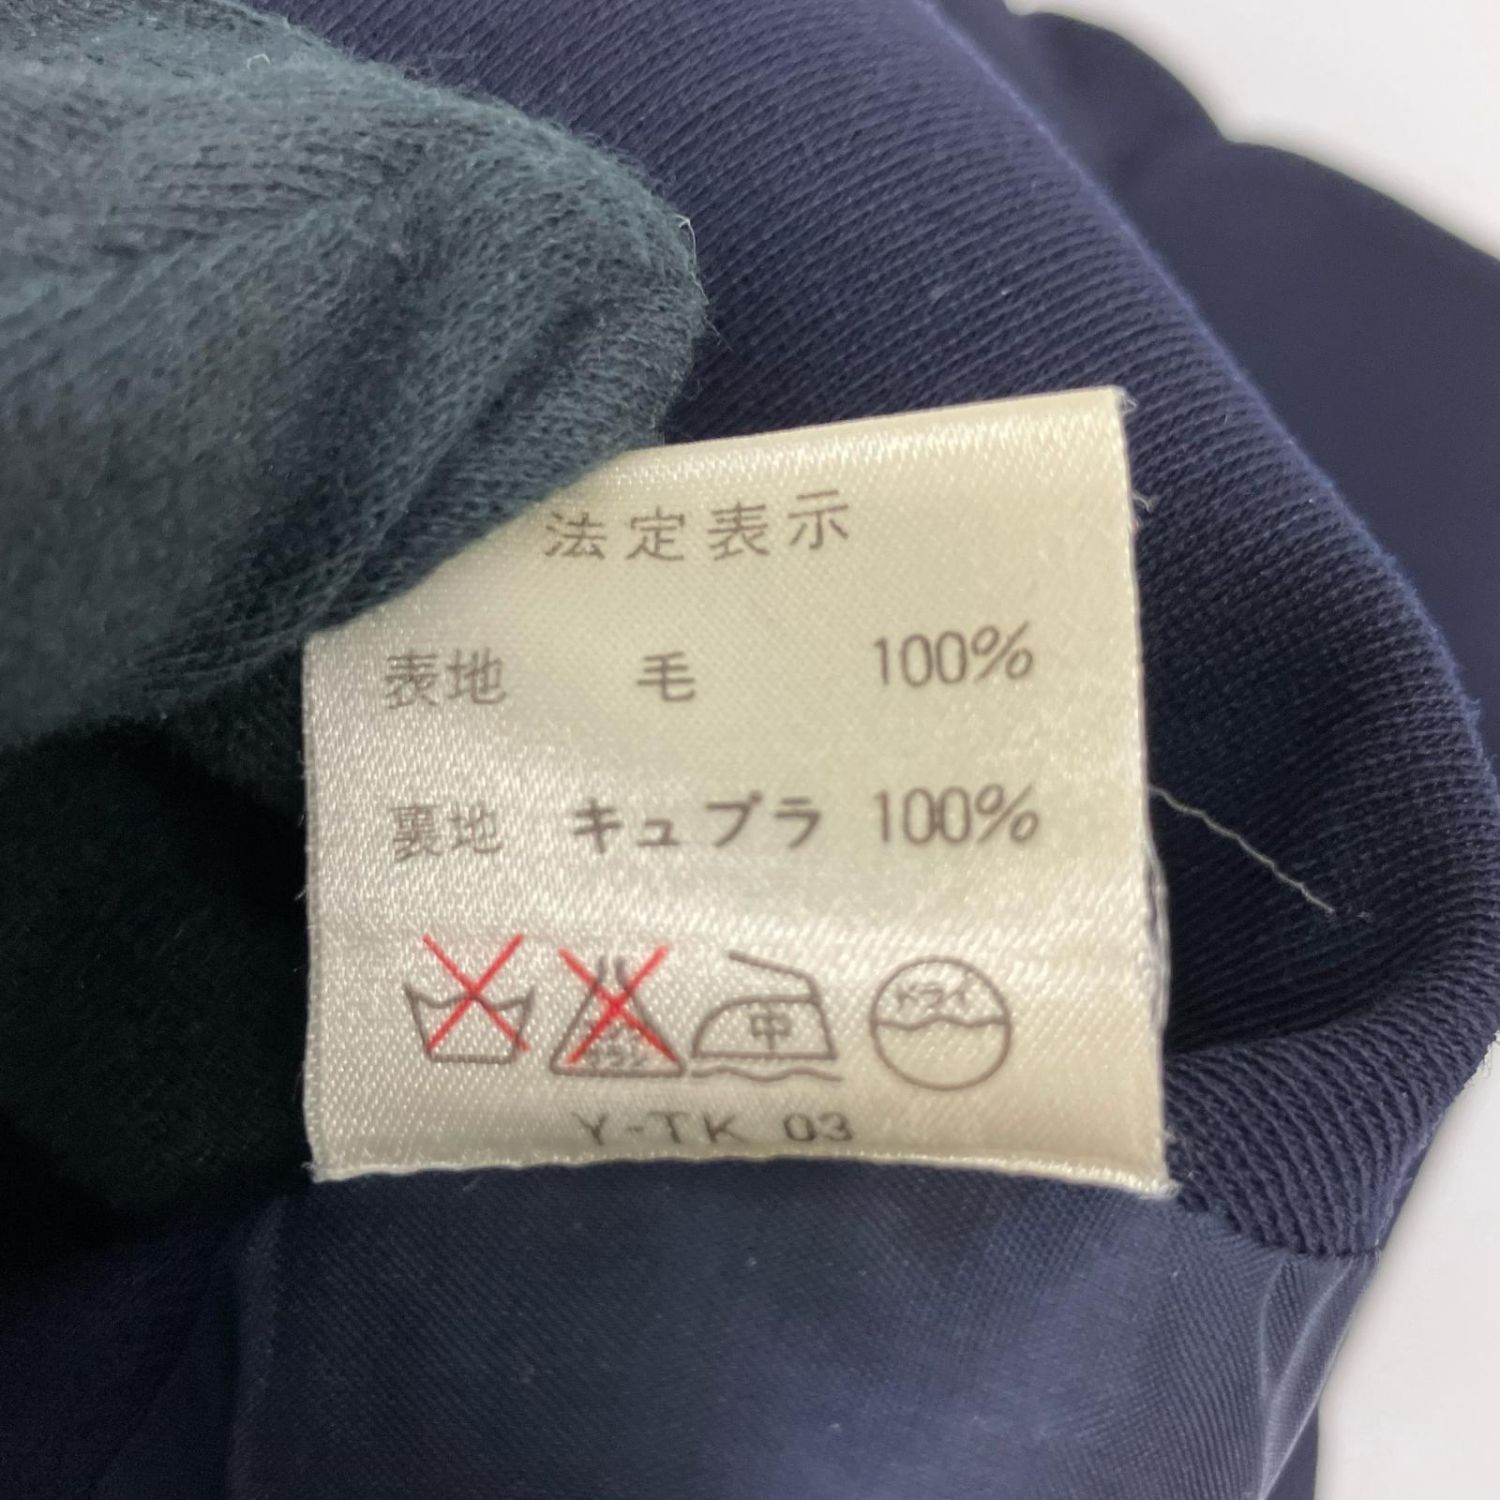 法定表示
表地 毛 100%
裏地 キュプラ 100%
中 ドライ
Y-TK 03